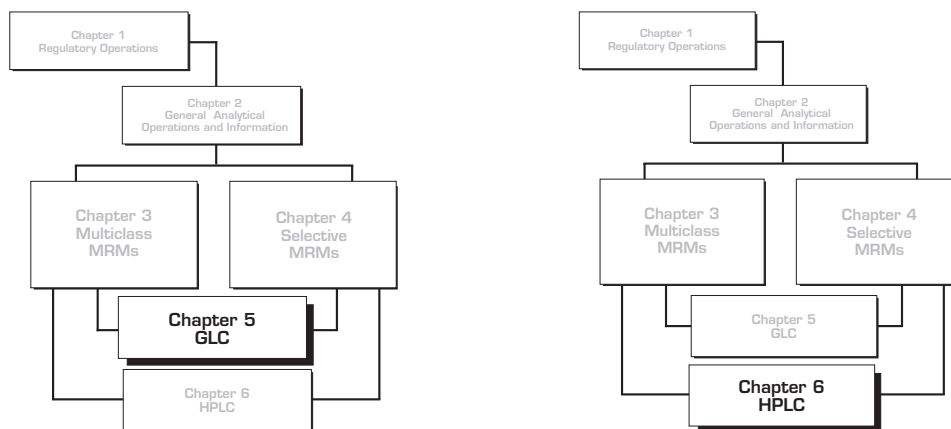 Chapter 1
Regulatory Operations
Chapter 2
General Analytical
Operations and Information
Chapter 3
Multiclass
MRMs
Chapter 4
Selective
MRMs
Chapter 5
GLC
Chapter 6
HPLC
Chapter 1
Regulatory Operations
Chapter 2
General Analytical
Operations and Information
Chapter 3
Multiclass
MRMs
Chapter 4
Selective
MRMs
Chapter 5
GLC
Chapter 6
HPLC